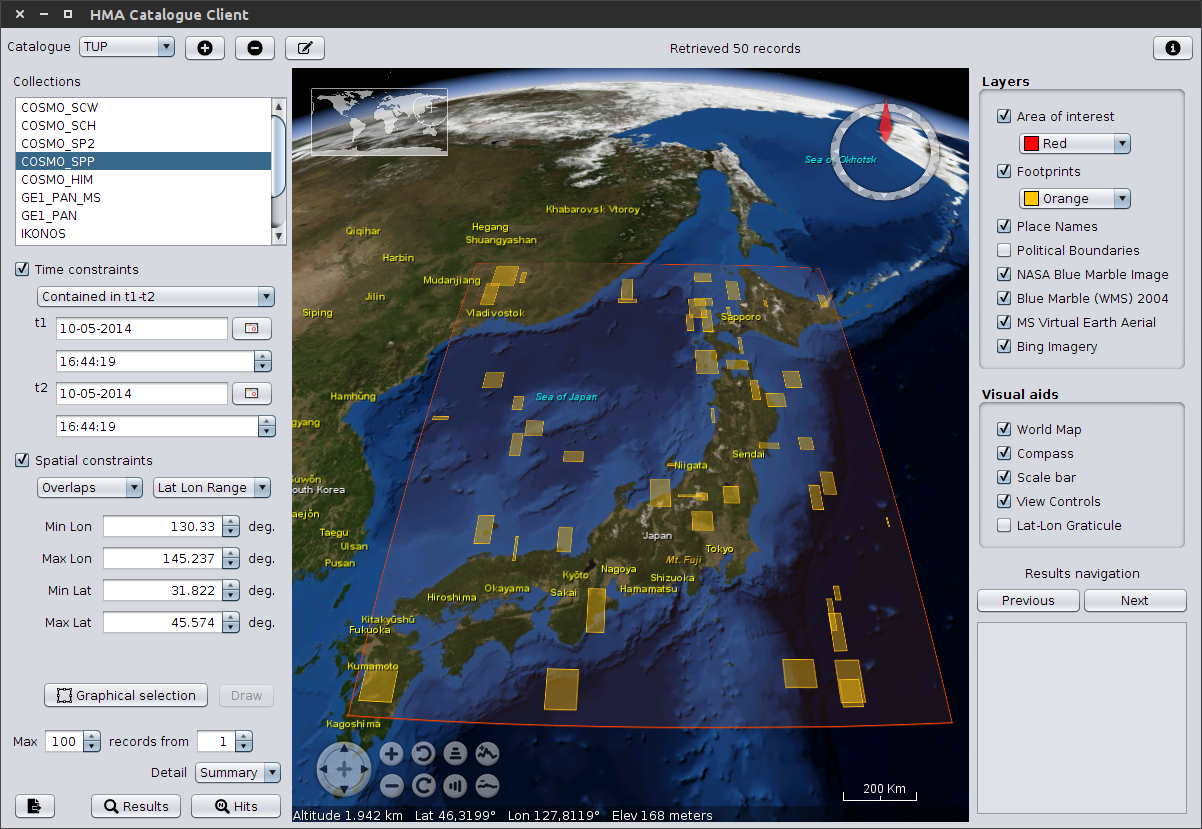 HMA Catalogue Client
Catalogue TUP
Retrieved 50 records
Collections
COSMO_SCW
COSMO_SCH
COSMO_SP2
COSMO_SPP
COSMO_HIM
GE1_PAN_MS
GE1_PAN
IKONOS
Time constraints
Contained in t1-t2
t1 10-05-2014
16:44:19
t2 10-05-2014
16:44:19
Spatial constraints
Overlaps Lat Lon Range
Min Lon 130.33 deg.
Max Lon 145.237 deg.
Min Lat 31.822 deg.
Max Lat 45.574 deg.
Graphical selection Draw
Max 100 records from 1
Detail Summary
Results Hits
Sea of Okhotsk
Khabarovsk Vtoroy
Qiqihar
Hegang
Shuangyashan
Harbin
Mudanjiang
Jilin
Siping
Vladivostok
Sapporo
Hamhŭng
Sea of Japan
gyang
Sendai
Niigata
Suwŏn
outh Korea
aejŏn
Taegu
Ulsan
Pusan
Japan
Tokyo
Mt. Fuji
Nagoya
Kyōto
Shizuoka
Okayama
Sakai
Hamamatsu
Hiroshima
Kitakyūshū
Fukuoka
Kumamoto
Kagoshima
200 Km
Altitude 1.942 km Lat 46,3199° Lon 127,8119° Elev 168 meters
Layers
Area of interest
Red
Footprints
Orange
Place Names
Political Boundaries
NASA Blue Marble Image
Blue Marble (WMS) 2004
MS Virtual Earth Aerial
Bing Imagery
Visual aids
World Map
Compass
Scale bar
View Controls
Lat-Lon Graticule
Results navigation
Previous Next